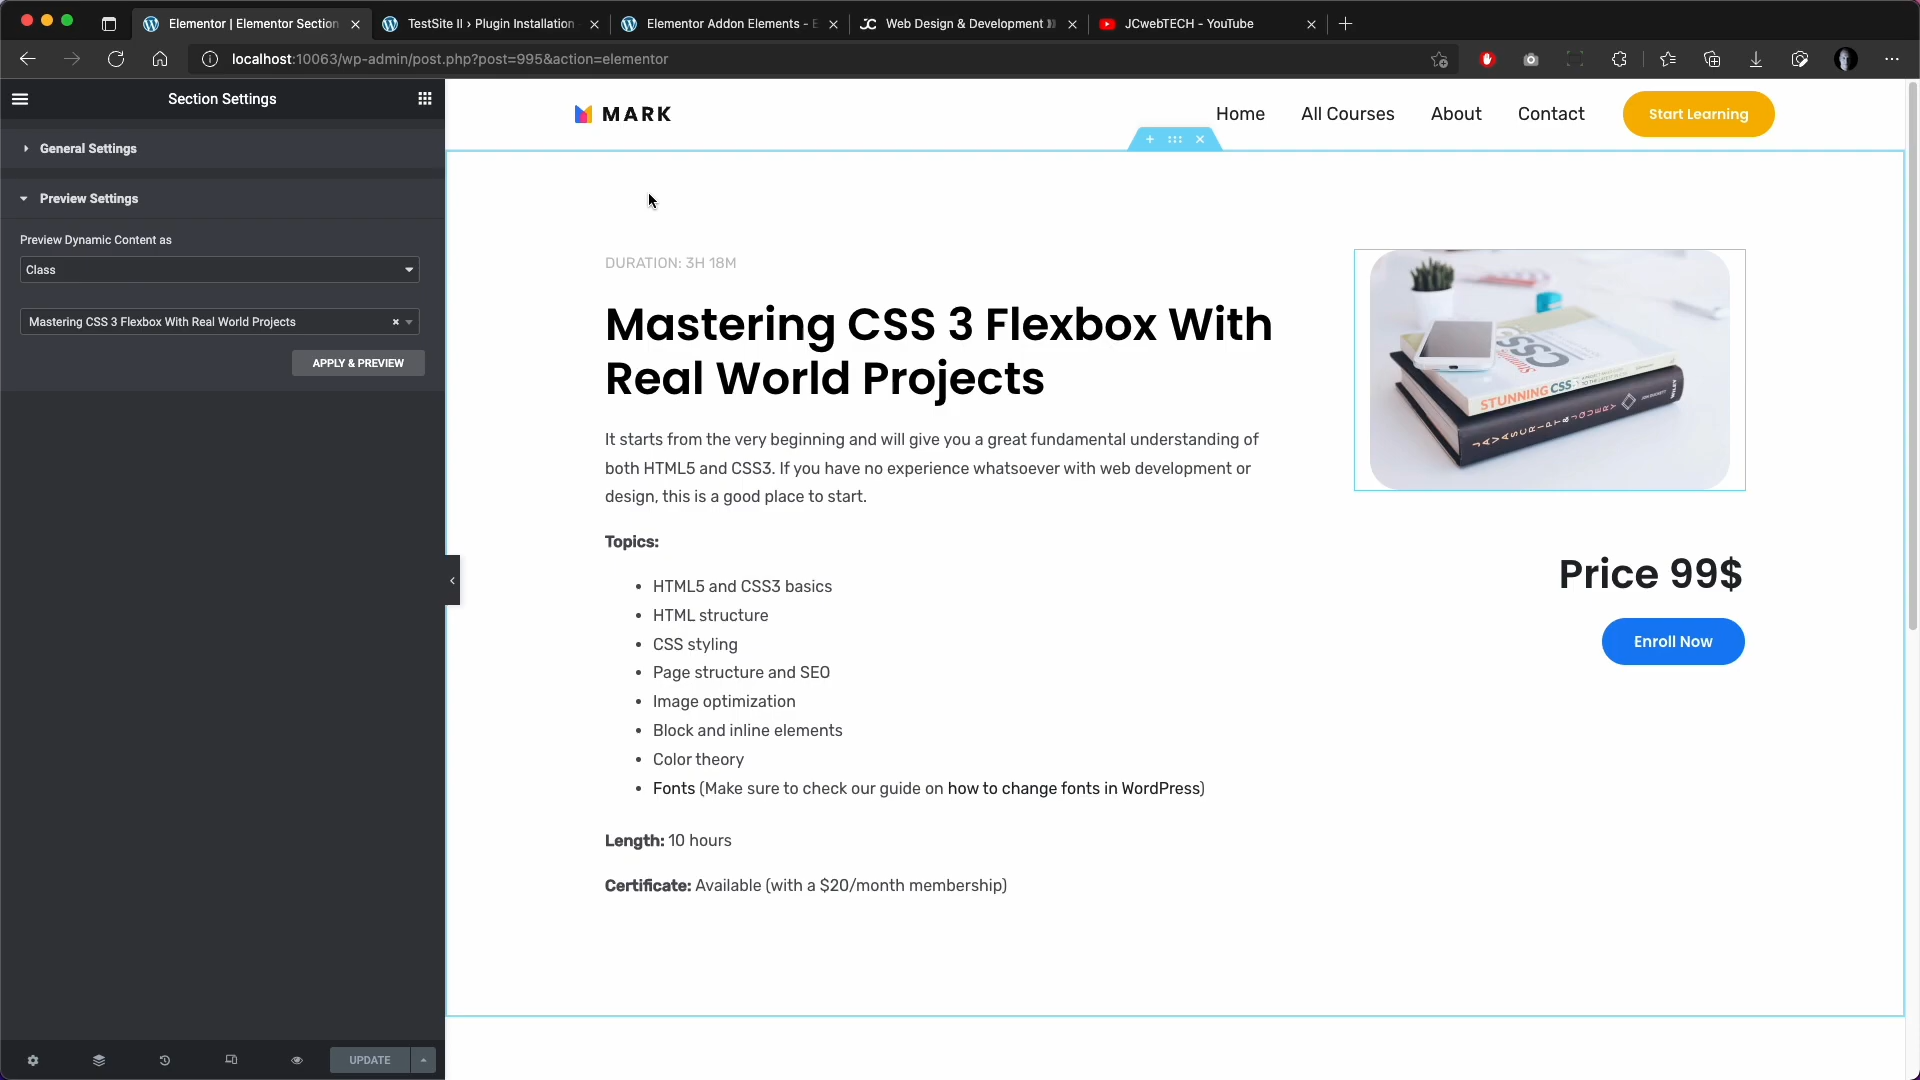 Elementor | Elementor Section
TestSite II › Plugin Installation
Elementor Addon Elements - E
Web Design & Development
JCwebTECH - YouTube
localhost:10063/wp-admin/post.php?post=995&action=elementor
Section Settings
General Settings
Preview Settings
Preview Dynamic Content as
Class
Mastering CSS 3 Flexbox With Real World Projects
APPLY & PREVIEW
UPDATE
MARK
Home
All Courses
About
Contact
Start Learning
DURATION: 3H 18M
Mastering CSS 3 Flexbox With
Real World Projects
It starts from the very beginning and will give you a great fundamental understanding of
both HTML5 and CSS3. If you have no experience whatsoever with web development or
design, this is a good place to start.
Topics:
• HTML5 and CSS3 basics
• HTML structure
• CSS styling
• Page structure and SEO
• Image optimization
• Block and inline elements
• Color theory
• Fonts (Make sure to check our guide on how to change fonts in WordPress)
Length: 10 hours
Certificate: Available (with a $20/month membership)
CSS
STUNNING CSS
JAVASCRIPT & JQUERY
WILEY
Price 99$
Enroll Now